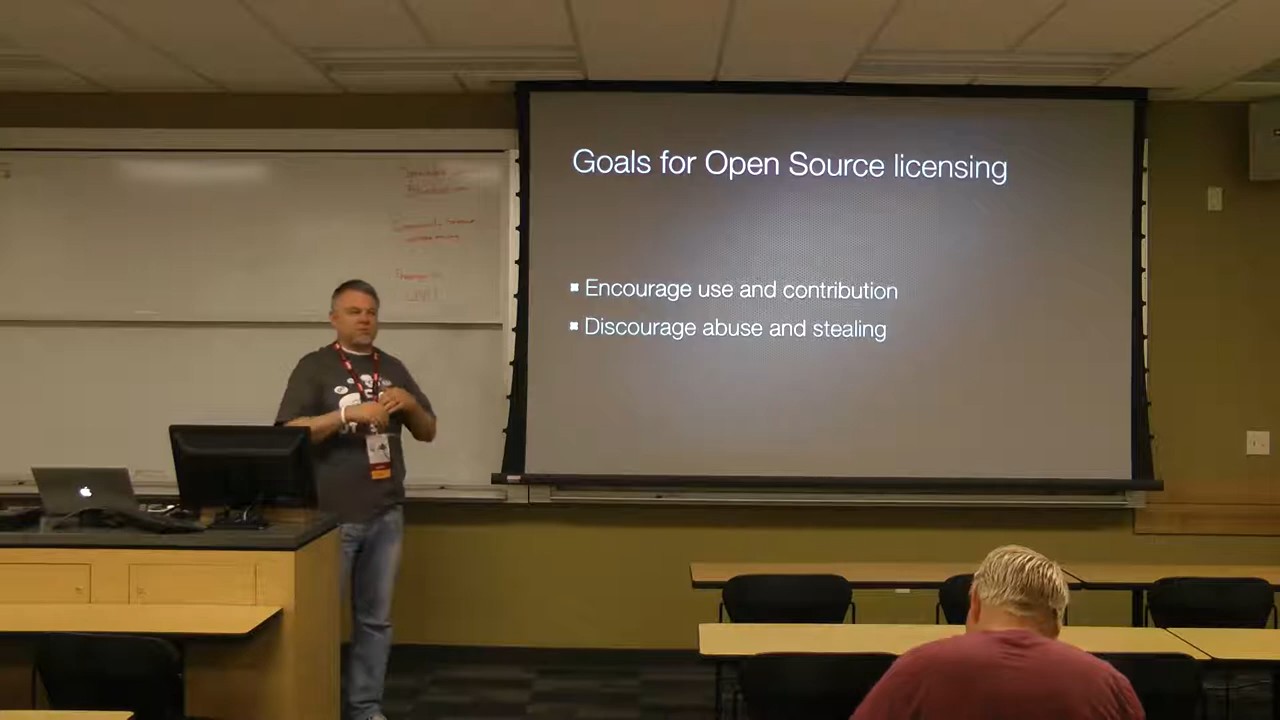 Goals for Open Source licensing
Encourage use and contribution
Discourage abuse and stealing